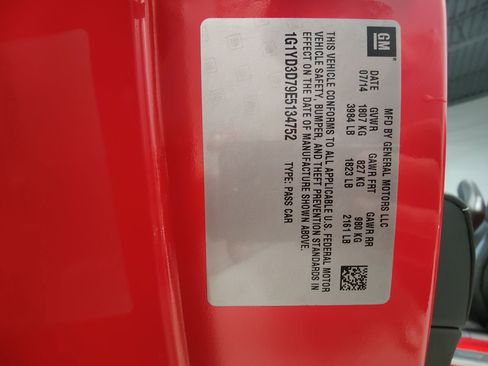 GM
MFD BY GENERAL MOTORS LLC
DATE GVWR GAWR FRT GAWR RR
07/14 1807 KG 827 KG 980 KG
3984 LB 1823 LB 2161 LB
THIS VEHICLE CONFORMS TO ALL APPLICABLE U.S. FEDERAL MOTOR
VEHICLE SAFETY, BUMPER, AND THEFT PREVENTION STANDARDS IN
EFFECT ON THE DATE OF MANUFACTURE SHOWN ABOVE.
1G1YD3D79E5134752 TYPE: PASS CAR